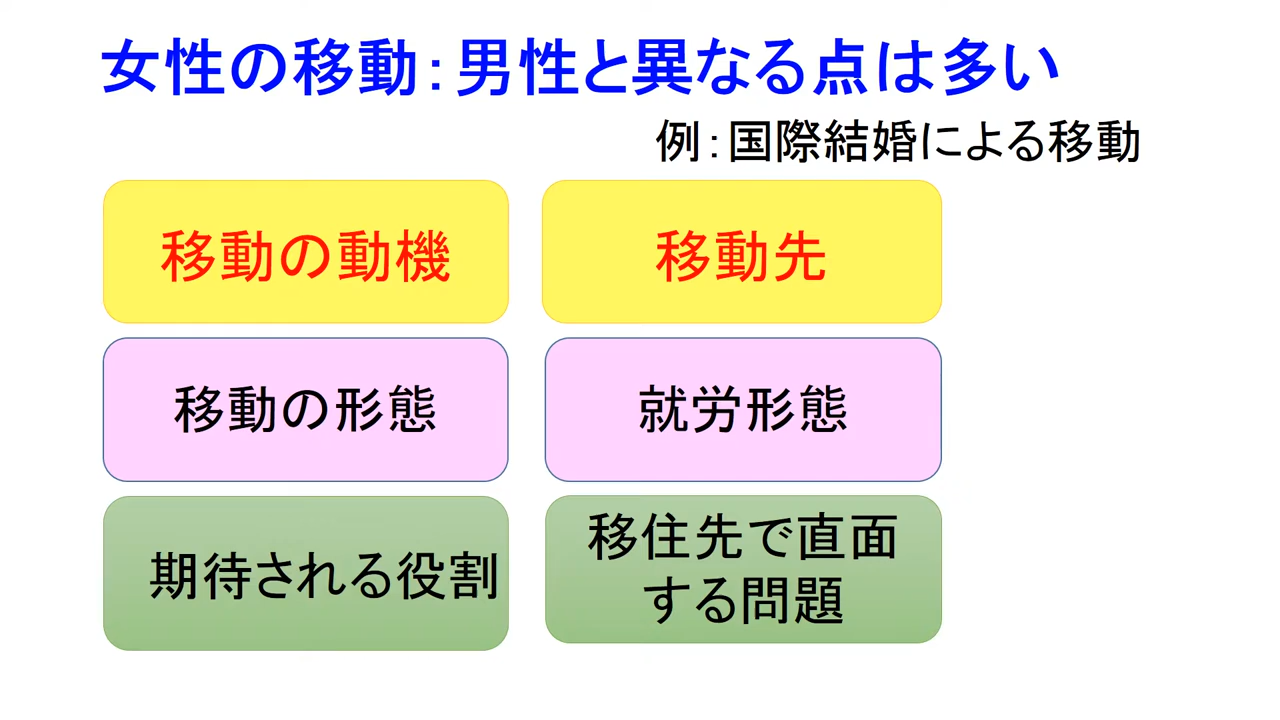 女性の移動：男性と異なる点は多い
例：国際結婚による移動
移動の動機
移動先
移動の形態
就労形態
期待される役割
移住先で直面
する問題